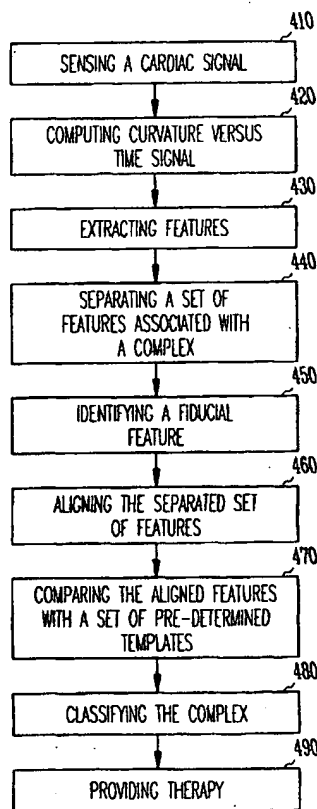 410
SENSING A CARDIAC SIGNAL
420
COMPUTING CURVATURE VERSUS
TIME SIGNAL
430
EXTRACTING FEATURES
440
SEPARATING A SET OF
FEATURES ASSOCIATED WITH
A COMPLEX
450
IDENTIFYING A FIDUCIAL
FEATURE
460
ALIGNING THE SEPARATED SET
OF FEATURES
470
COMPARING THE ALIGNED FEATURES
WITH A SET OF PRE-DETERMINED
TEMPLATES
480
CLASSIFYING THE COMPLEX
490
PROVIDING THERAPY